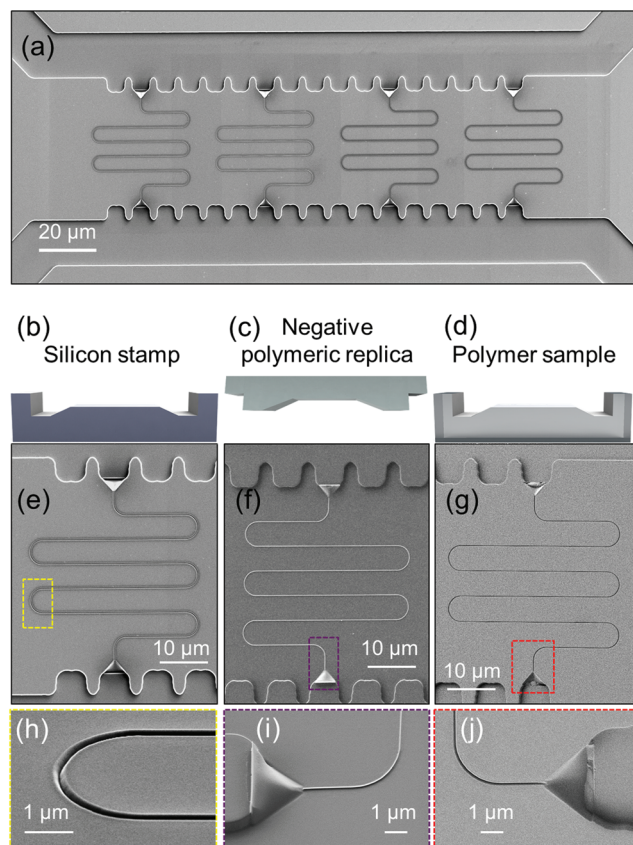 (a)
20 µm
(b)
Silicon stamp
(c)
Negative
polymeric replica
(d)
Polymer sample
(e)
10 µm
(f)
10 µm
(g)
10 µm
(h)
1 µm
(i)
1 µm
(j)
1 µm